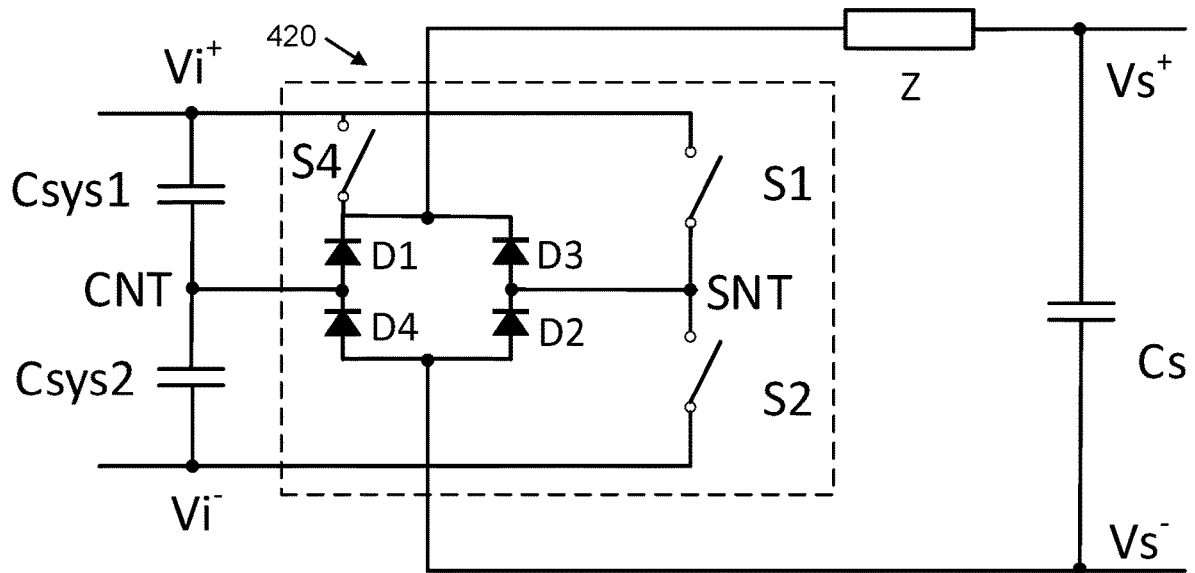 420
Vi⁺
Z
Vs⁺
S4
S1
Csys1
D1
D3
CNT
SNT
D4
D2
Csys2
Cs
S2
Vi⁻
Vs⁻